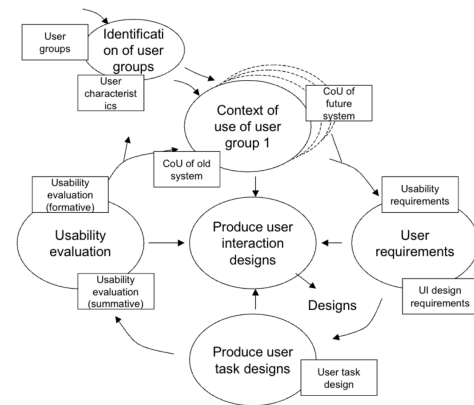 User
groups
Identificati
on of user
groups
User
characterist
ics
CoU of
future
system
Context of
use of user
group 1
CoU of old
system
Usability
evaluation
(formative)
Usability
requirements
Usability
evaluation
Produce user
interaction
designs
User
requirements
Usability
evaluation
(summative)
UI design
requirements
Designs
Produce user
task designs
User task
design